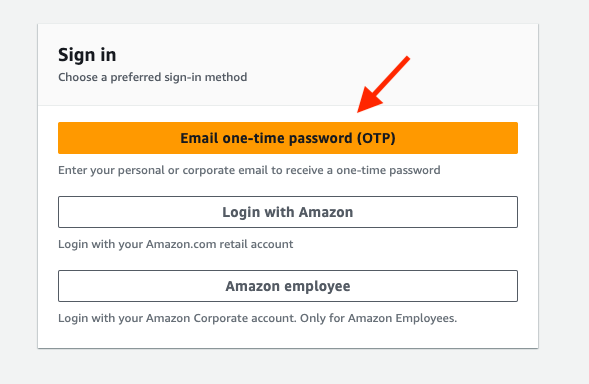 Sign in
Choose a preferred sign-in method
Email one-time password (OTP)
Enter your personal or corporate email to receive a one-time password
Login with Amazon
Login with your Amazon.com retail account
Amazon employee
Login with your Amazon Corporate account. Only for Amazon Employees.